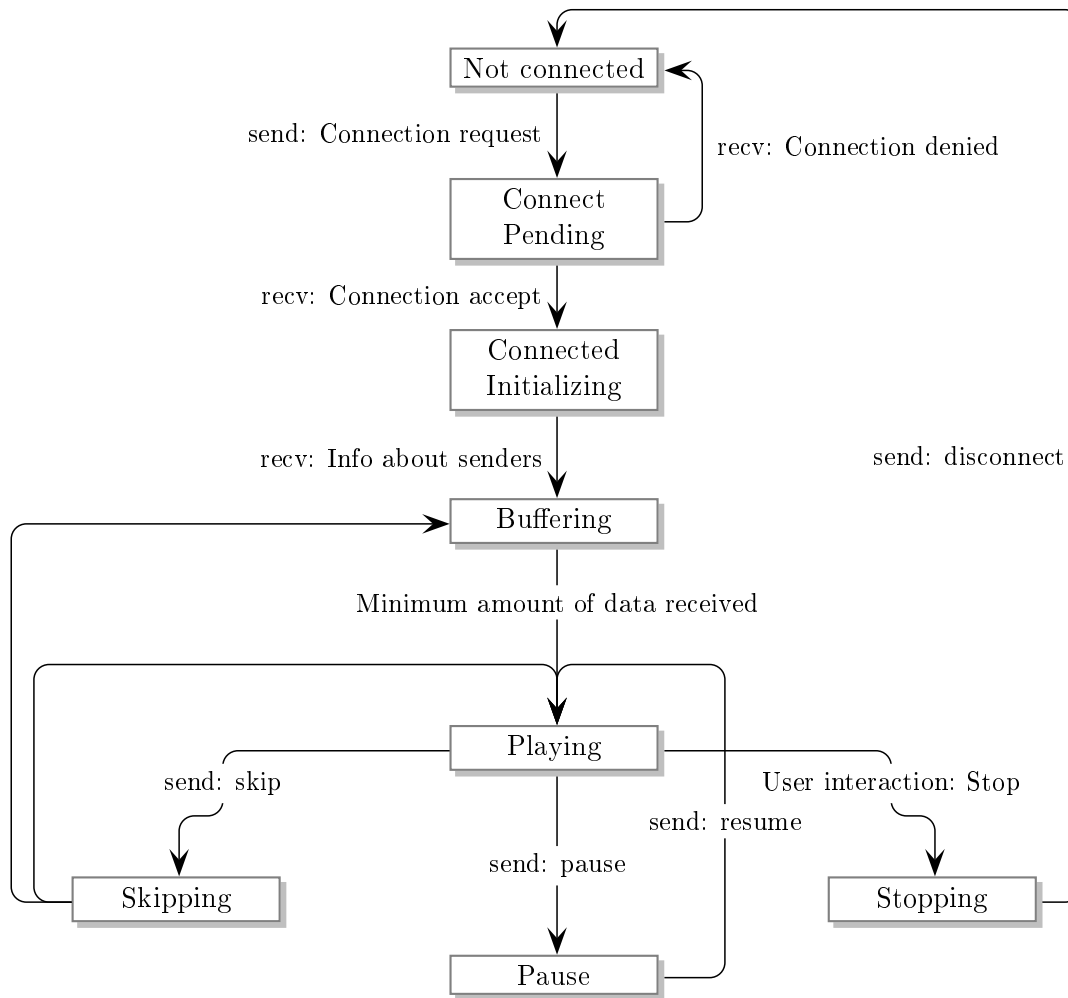 Not connected
send: Connection request
recv: Connection denied
Connect
Pending
recv: Connection accept
Connected
Initializing
recv: Info about senders
send: disconnect
Buffering
Minimum amount of data received
Playing
send: skip
User interaction: Stop
send: resume
send: pause
Skipping
Stopping
Pause